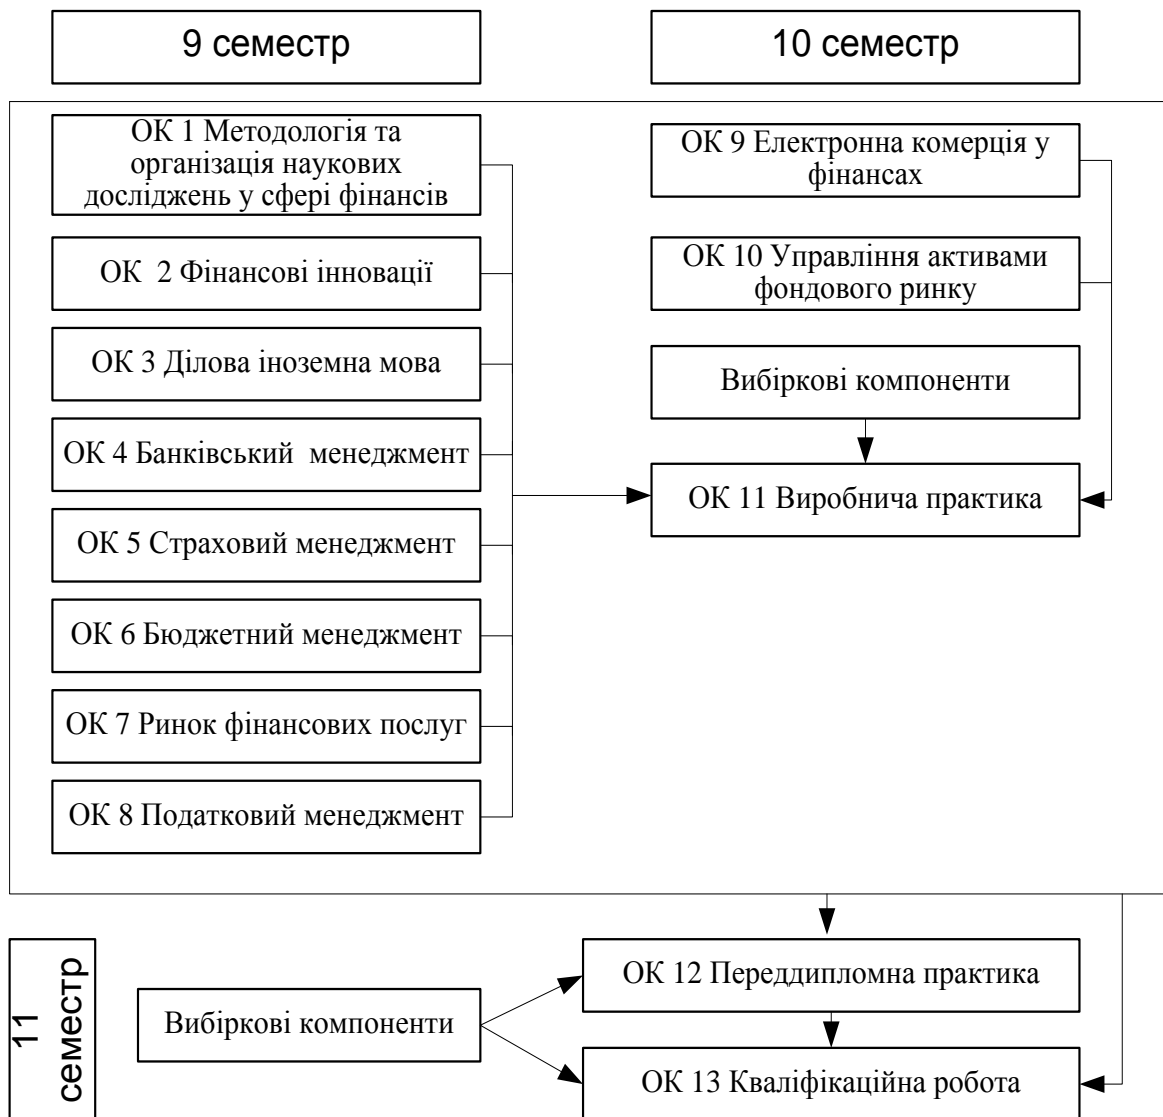 9 семестр
10 семестр
ОК 1 Методологія та
організація наукових
досліджень у сфері фінансів
ОК 2 Фінансові інновації
ОК 3 Ділова іноземна мова
ОК 4 Банківський менеджмент
ОК 5 Страховий менеджмент
ОК 6 Бюджетний менеджмент
ОК 7 Ринок фінансових послуг
ОК 8 Податковий менеджмент
ОК 9 Електронна комерція у
фінансах
ОК 10 Управління активами
фондового ринку
Вибіркові компоненти
ОК 11 Виробнича практика
11
семестр
Вибіркові компоненти
ОК 12 Переддипломна практика
ОК 13 Кваліфікаційна робота